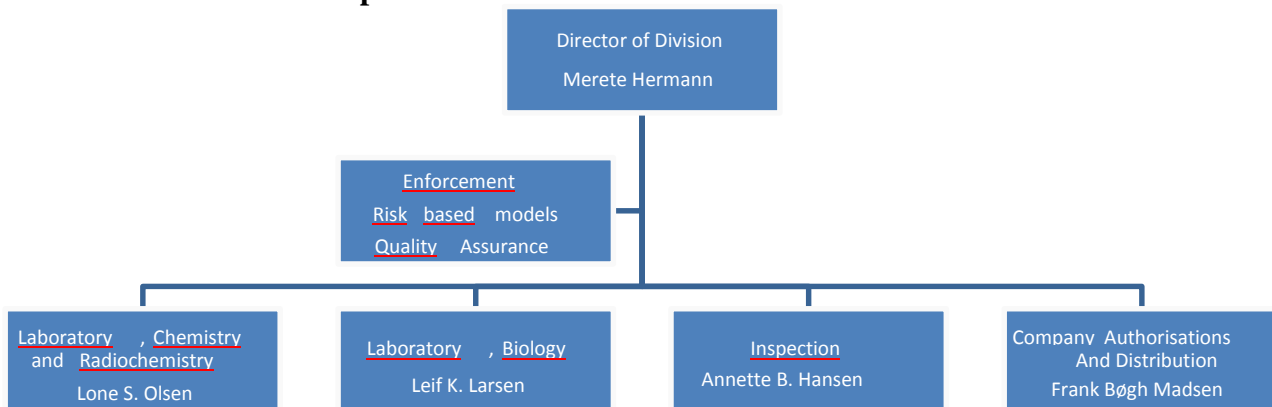 Director of Division
Merete Hermann
Enforcement
Risk based models
Quality Assurance
Laboratory , Chemistry
and Radiochemistry
Lone S. Olsen
Laboratory , Biology
Leif K. Larsen
Inspection
Annette B. Hansen
Company Authorisations
And Distribution
Frank Bøgh Madsen